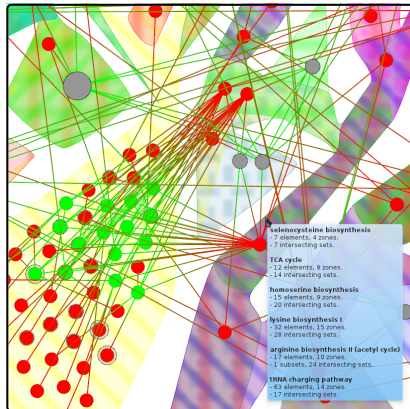 selenocysteine biosynthesis
- 7 elements, 4 zones.
- 7 intersecting sets.
TCA cycle
- 12 elements, 8 zones.
- 14 intersecting sets.
homoserine biosynthesis
- 15 elements, 9 zones.
- 20 intersecting sets.
lysine biosynthesis I
- 32 elements, 15 zones.
- 28 intersecting sets.
arginine biosynthesis II (acetyl cycle)
- 17 elements, 10 zones.
- 1 subsets, 24 intersecting sets.
tRNA charging pathway
- 63 elements, 14 zones.
- 17 intersecting sets.